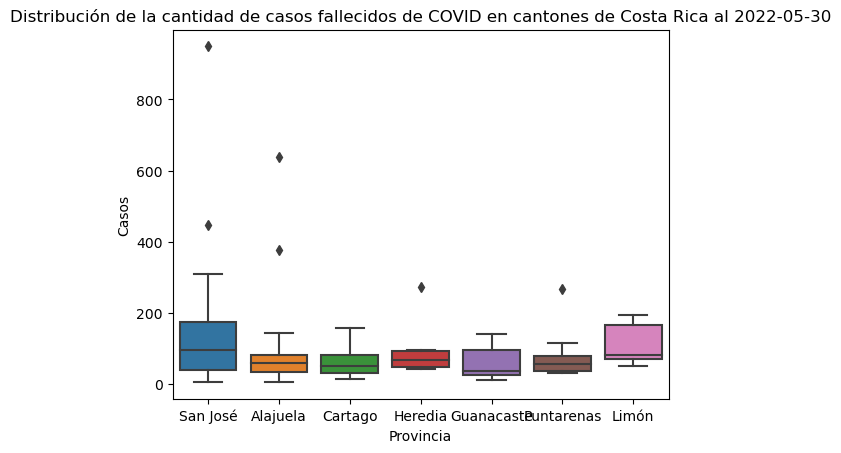 Distribución de la cantidad de casos fallecidos de COVID en cantones de Costa Rica al 2022-05-30
800
600
400
200
0
Casos
San José Alajuela Cartago Heredia Guanacaste Puntarenas Limón
Provincia